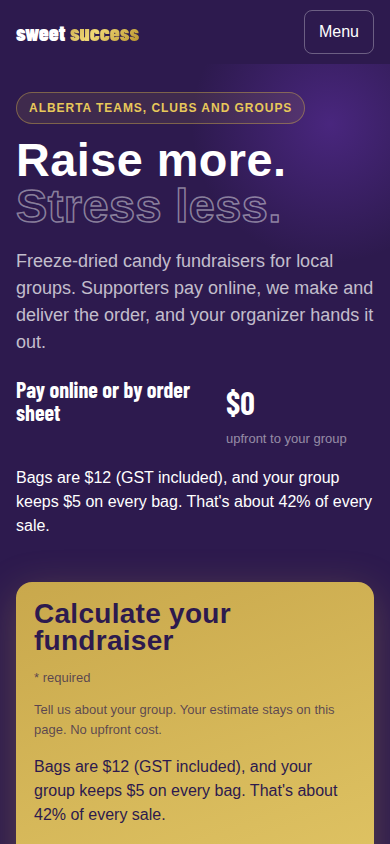 sweet success
Menu
ALBERTA TEAMS, CLUBS AND GROUPS
Raise more.
Stress less.
Freeze-dried candy fundraisers for local
groups. Supporters pay online, we make and
deliver the order, and your organizer hands it
out.
Pay online or by order
sheet
$0
upfront to your group
Bags are $12 (GST included), and your group
keeps $5 on every bag. That's about 42% of every
sale.
Calculate your
fundraiser
* required
Tell us about your group. Your estimate stays on this
page. No upfront cost.
Bags are $12 (GST included), and your
group keeps $5 on every bag. That's about
42% of every sale.